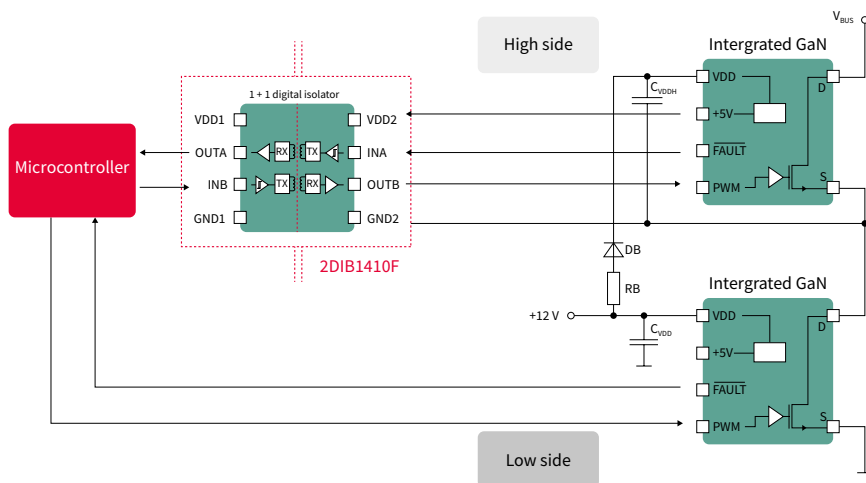 V_BUS
High side
Intergrated GaN
1 + 1 digital isolator
VDD
D
C_VDDH
VDD1
VDD2
+5V
Microcontroller
OUTA
RX
TX
INA
FAULT
INB
TX
RX
OUTB
PWM
S
GND1
GND2
2DIB1410F
DB
Intergrated GaN
RB
+12 V
VDD
D
C_VDD
+5V
FAULT
PWM
S
Low side